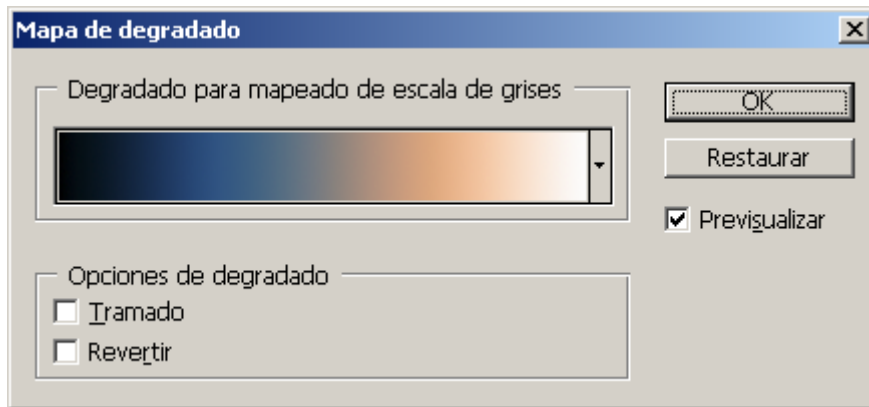 Mapa de degradado
Degradado para mapeado de escala de grises
OK
Restaurar
Previsualizar
Opciones de degradado
Tramado
Revertir